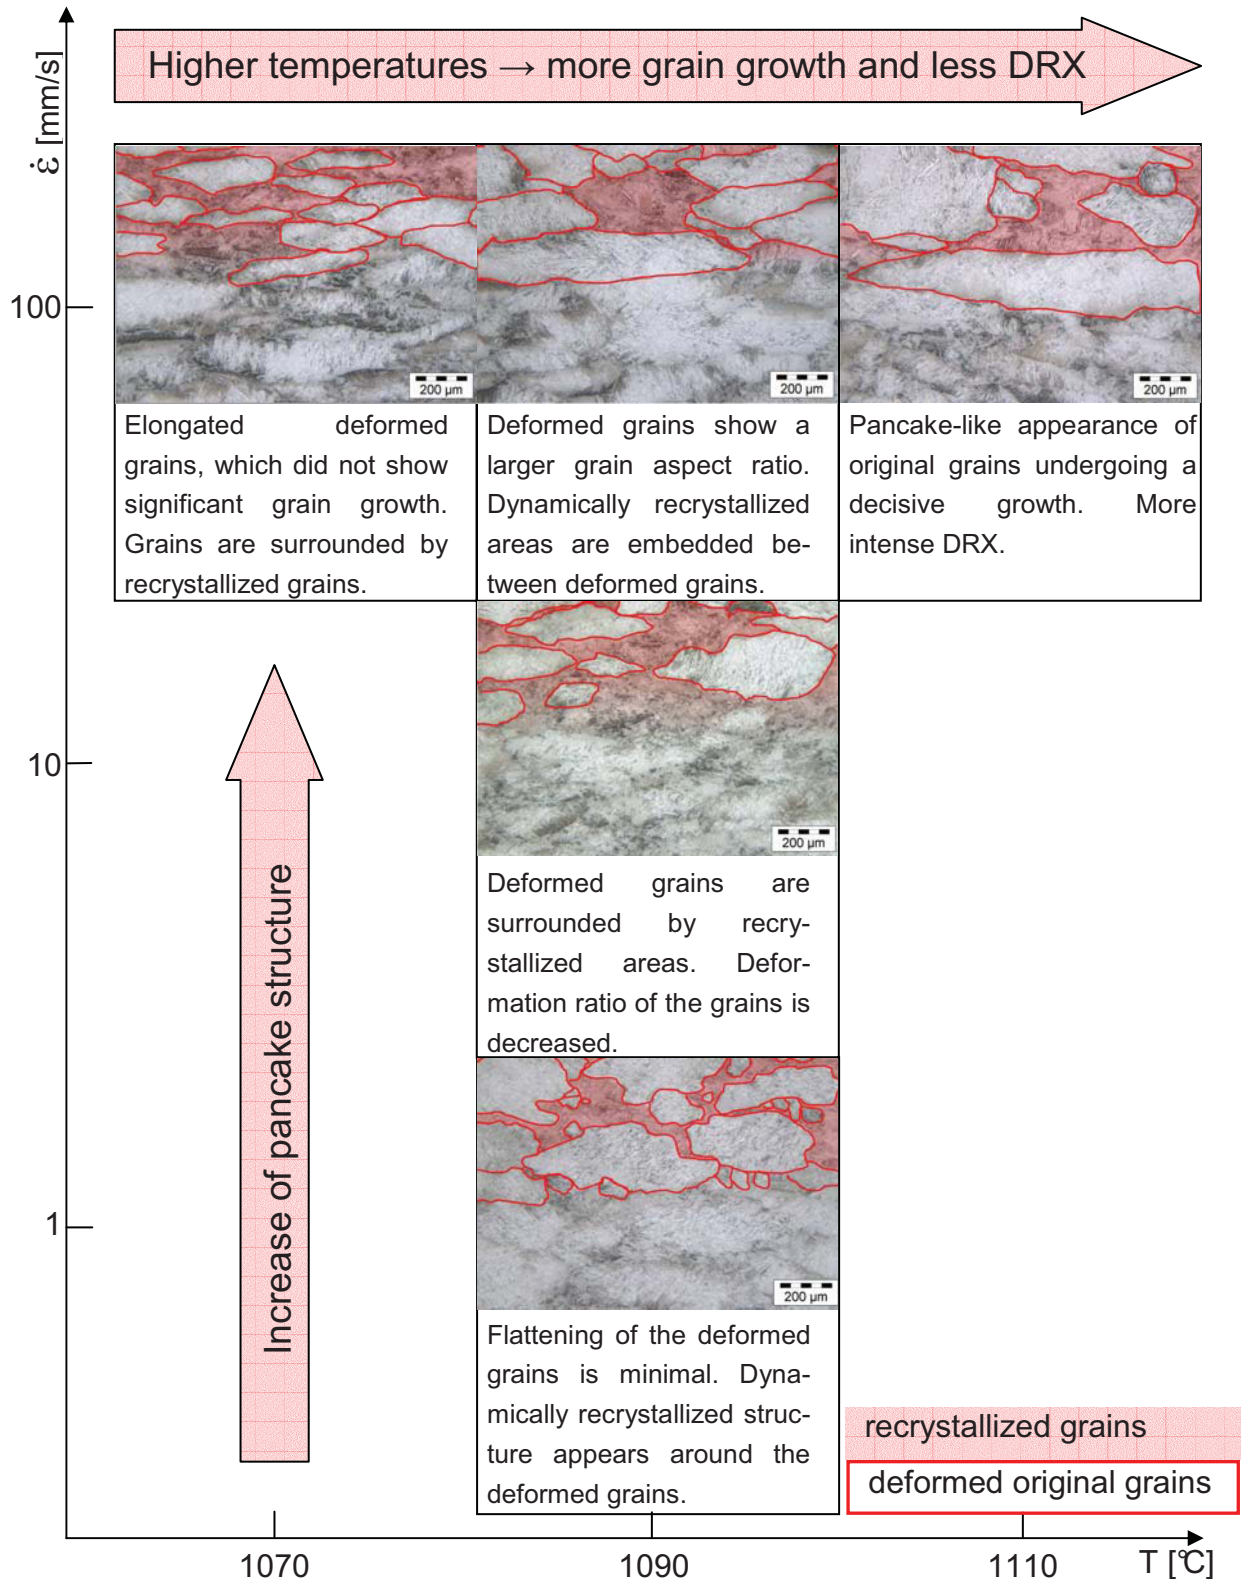 Higher temperatures → more grain growth and less DRX
ε̇ [mm/s]
100
200 µm
200 µm
200 µm
Elongated deformed
grains, which did not show
significant grain growth.
Grains are surrounded by
recrystallized grains.
Deformed grains show a
larger grain aspect ratio.
Dynamically recrystallized
areas are embedded be-
tween deformed grains.
Pancake-like appearance of
original grains undergoing a
decisive growth. More
intense DRX.
10
200 µm
Deformed grains are
surrounded by recry-
stallized areas. Defor-
mation ratio of the grains is
decreased.
Increase of pancake structure
1
200 µm
Flattening of the deformed
grains is minimal. Dyna-
mically recrystallized struc-
ture appears around the
deformed grains.
recrystallized grains
deformed original grains
1070
1090
1110
T [°C]